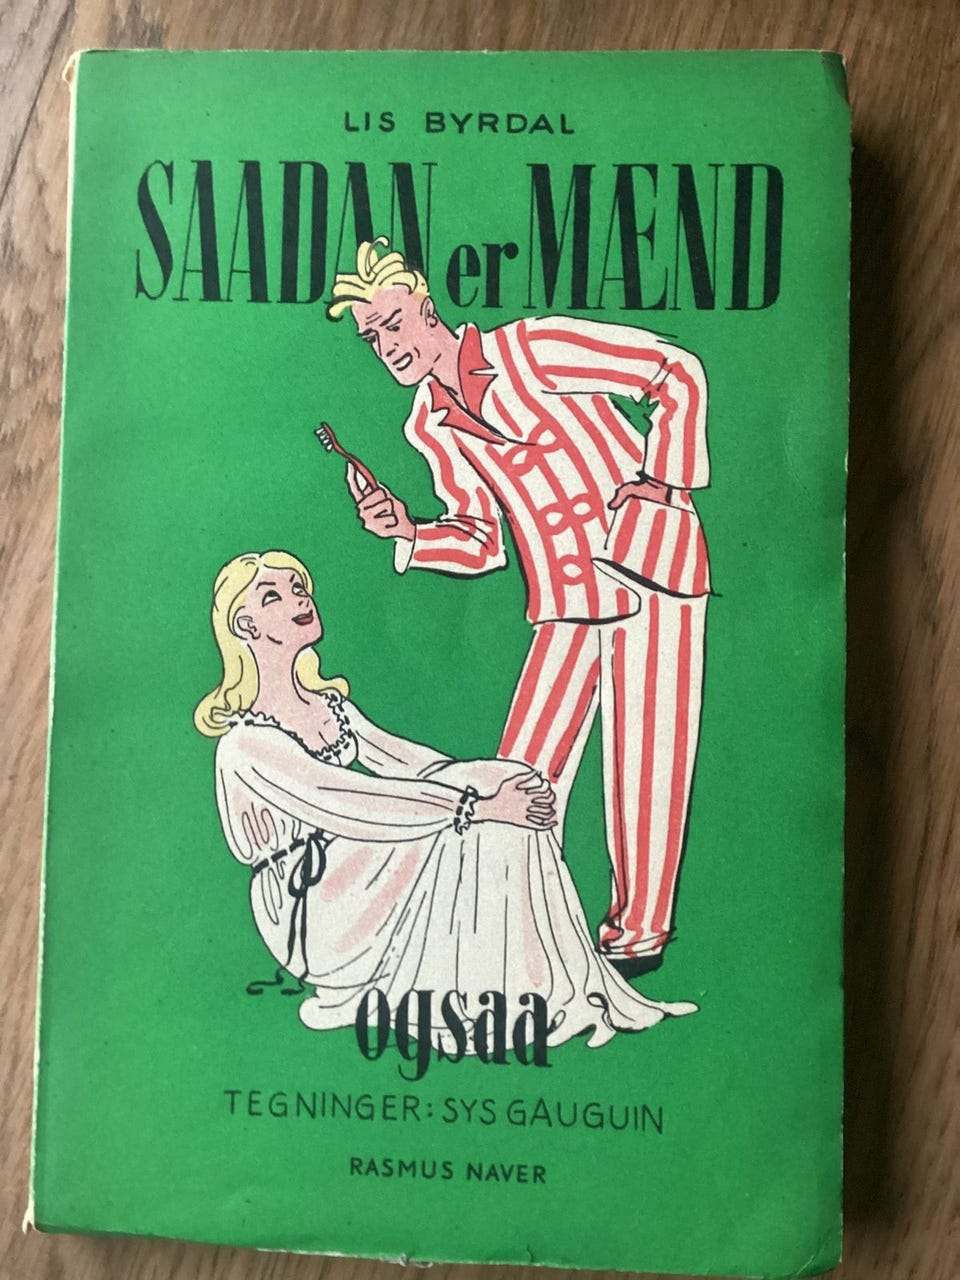 LIS BYRDAL
SAADAN er MÆND
ogsaa
TEGNINGER: SYS GAUGUIN
RASMUS NAVER